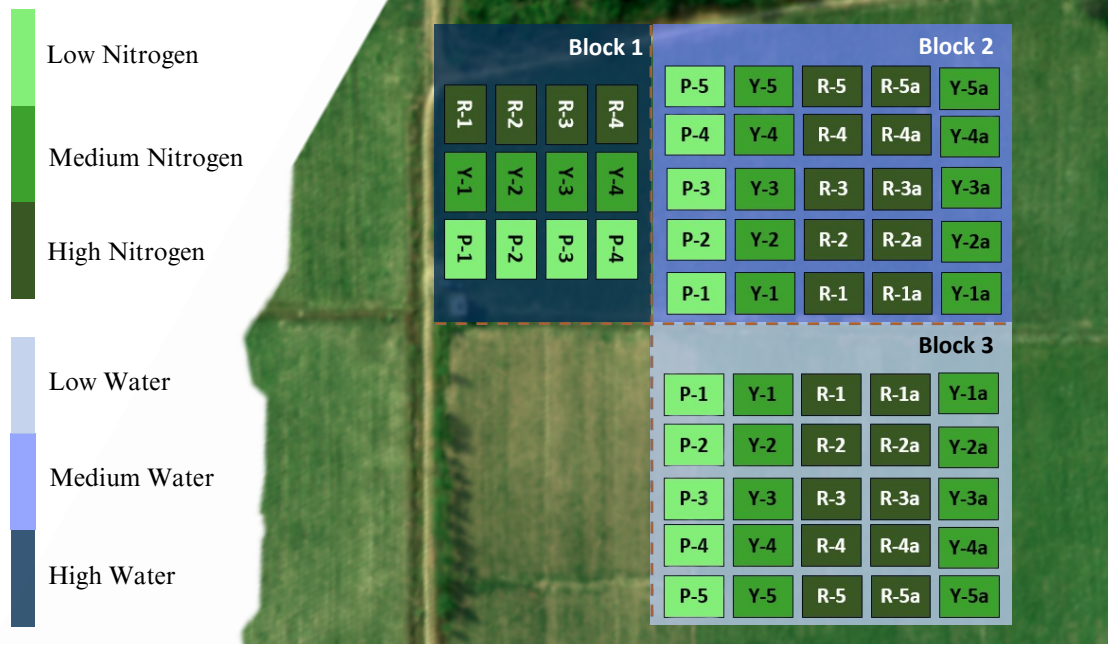 Low Nitrogen
Medium Nitrogen
High Nitrogen
Low Water
Medium Water
High Water
Block 1
R-1 R-2 R-3 R-4
Y-1 Y-2 Y-3 Y-4
P-1 P-2 P-3 P-4
Block 2
P-5 Y-5 R-5 R-5a Y-5a
P-4 Y-4 R-4 R-4a Y-4a
P-3 Y-3 R-3 R-3a Y-3a
P-2 Y-2 R-2 R-2a Y-2a
P-1 Y-1 R-1 R-1a Y-1a
Block 3
P-1 Y-1 R-1 R-1a Y-1a
P-2 Y-2 R-2 R-2a Y-2a
P-3 Y-3 R-3 R-3a Y-3a
P-4 Y-4 R-4 R-4a Y-4a
P-5 Y-5 R-5 R-5a Y-5a